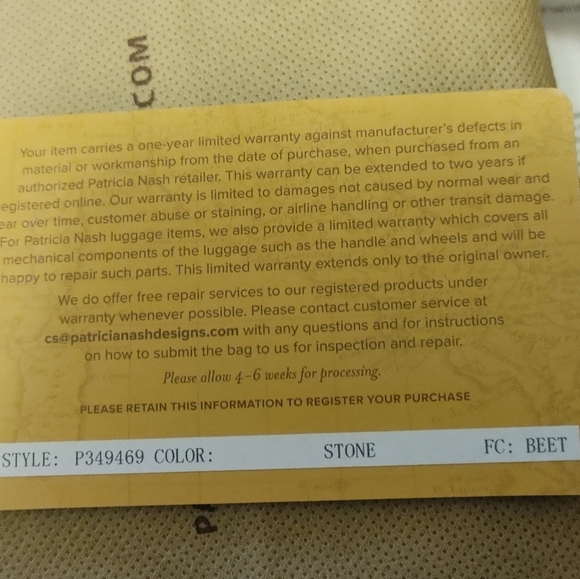 COM
Your item carries a one-year limited warranty against manufacturer's defects in
material or workmanship from the date of purchase, when purchased from an
authorized Patricia Nash retailer. This warranty can be extended to two years if
egistered online. Our warranty is limited to damages not caused by normal wear and
ear over time, customer abuse or staining, or airline handling or other transit damage.
For Patricia Nash luggage items, we also provide a limited warranty which covers all
mechanical components of the luggage such as the handle and wheels and will be
happy to repair such parts. This limited warranty extends only to the original owner.
We do offer free repair services to our registered products under
warranty whenever possible. Please contact customer service at
cs@patricianashdesigns.com with any questions and for instructions
on how to submit the bag to us for inspection and repair.
Please allow 4-6 weeks for processing.
PLEASE RETAIN THIS INFORMATION TO REGISTER YOUR PURCHASE
STYLE: P349469 COLOR: STONE FC: BEET